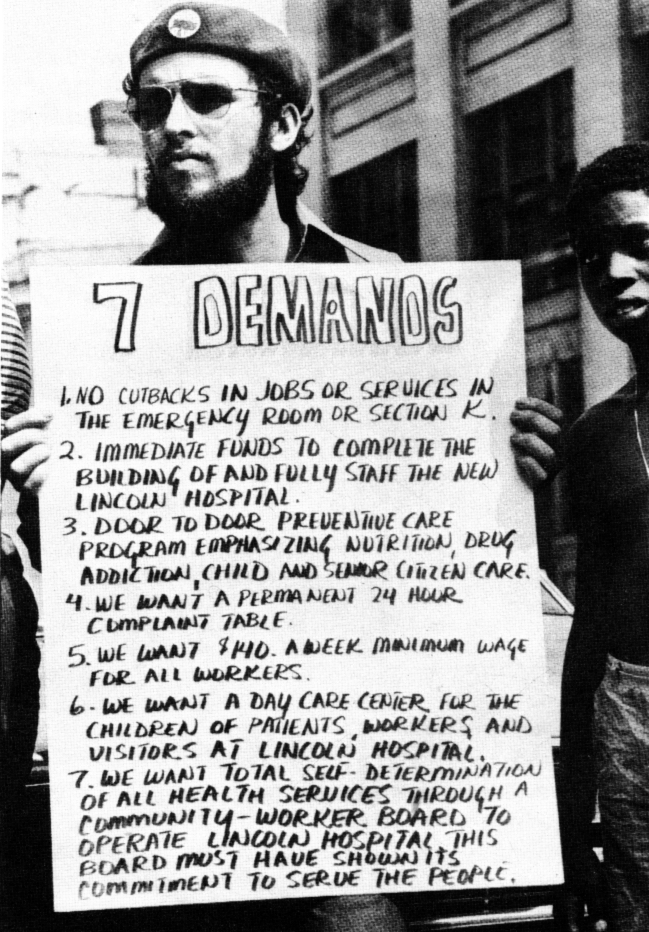 7 DEMANDS
1. NO CUTBACKS IN JOBS OR SERVICES IN
THE EMERGENCY ROOM OR SECTION K.
2. IMMEDIATE FUNDS TO COMPLETE THE
BUILDING OF AND FULLY STAFF THE NEW
LINCOLN HOSPITAL.
3. DOOR TO DOOR PREVENTIVE CARE
PROGRAM EMPHASIZING NUTRITION, DRUG
ADDICTION, CHILD AND SENIOR CITIZEN CARE.
4. WE WANT A PERMANENT 24 HOUR
COMPLAINT TABLE.
5. WE WANT $140. A WEEK MINIMUM WAGE
FOR ALL WORKERS.
6. WE WANT A DAY CARE CENTER FOR THE
CHILDREN OF PATIENTS, WORKERS AND
VISITORS AT LINCOLN HOSPITAL.
7. WE WANT TOTAL SELF-DETERMINATION
OF ALL HEALTH SERVICES THROUGH A
COMMUNITY-WORKER BOARD TO
OPERATE LINCOLN HOSPITAL. THIS
BOARD MUST HAVE SHOWN ITS
COMMITMENT TO SERVE THE PEOPLE.